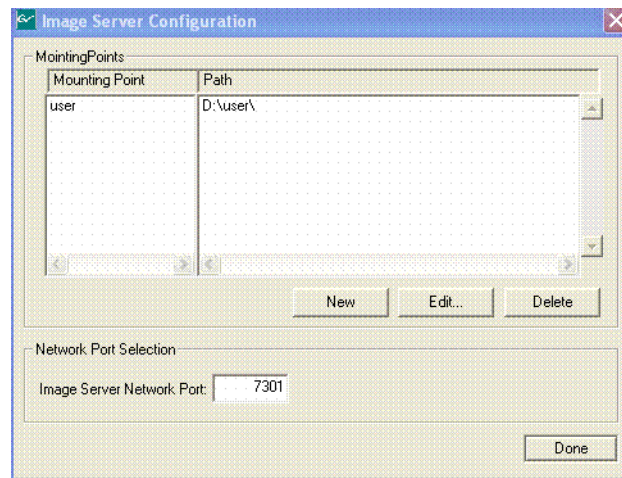 Image Server Configuration
MointingPoints
Mounting Point Path
user D:\user\
New Edit... Delete
Network Port Selection
Image Server Network Port: 7301
Done